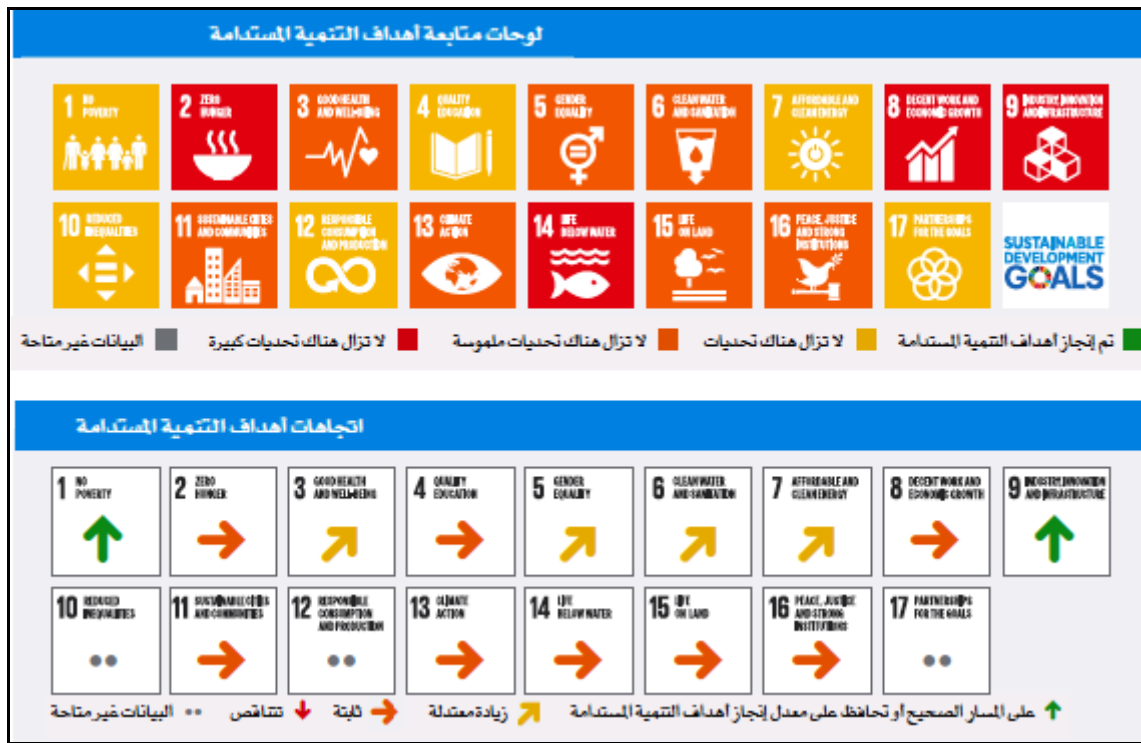 لوحات متابعة أهداف التنمية المستدامة
1 NO POVERTY
2 ZERO HUNGER
3 GOOD HEALTH AND WELL-BEING
4 QUALITY EDUCATION
5 GENDER EQUALITY
6 CLEAN WATER AND SANITATION
7 AFFORDABLE AND CLEAN ENERGY
8 DECENT WORK AND ECONOMIC GROWTH
9 INDUSTRY, INNOVATION AND INFRASTRUCTURE
10 REDUCED INEQUALITIES
11 SUSTAINABLE CITIES AND COMMUNITIES
12 RESPONSIBLE CONSUMPTION AND PRODUCTION
13 CLIMATE ACTION
14 LIFE BELOW WATER
15 LIFE ON LAND
16 PEACE, JUSTICE AND STRONG INSTITUTIONS
17 PARTNERSHIPS FOR THE GOALS
SUSTAINABLE
DEVELOPMENT
GOALS
تم إنجاز أهداف التنمية المستدامة لا تزال هناك تحديات لا تزال هناك تحديات ملموسة لا تزال هناك تحديات كبيرة البيانات غير متاحة
اتجاهات أهداف التنمية المستدامة
1 NO POVERTY
2 ZERO HUNGER
3 GOOD HEALTH AND WELL-BEING
4 QUALITY EDUCATION
5 GENDER EQUALITY
6 CLEAN WATER AND SANITATION
7 AFFORDABLE AND CLEAN ENERGY
8 DECENT WORK AND ECONOMIC GROWTH
9 INDUSTRY, INNOVATION AND INFRASTRUCTURE
10 REDUCED INEQUALITIES
11 SUSTAINABLE CITIES AND COMMUNITIES
12 RESPONSIBLE CONSUMPTION AND PRODUCTION
13 CLIMATE ACTION
14 LIFE BELOW WATER
15 LIFE ON LAND
16 PEACE, JUSTICE AND STRONG INSTITUTIONS
17 PARTNERSHIPS FOR THE GOALS
على المسار الصحيح أو تحافظ على معدل إنجاز أهداف التنمية المستدامة زيادة معتدلة ثابتة تتناقص البيانات غير متاحة